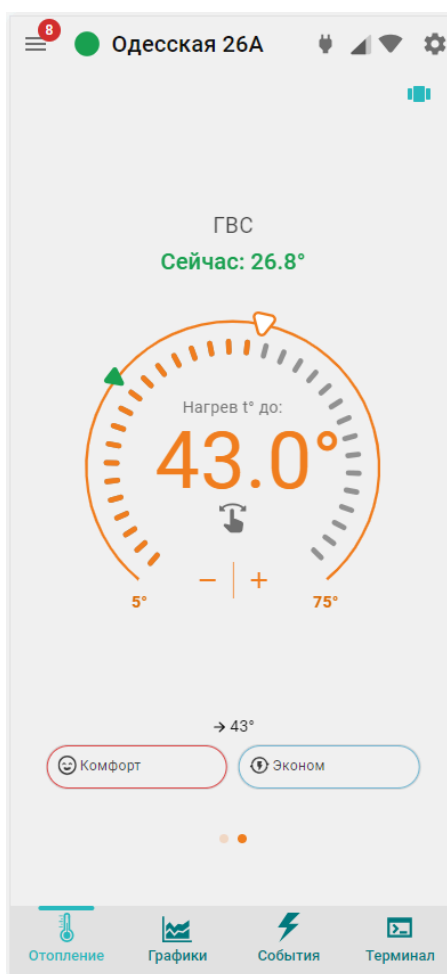 8
Одесская 26А
ГВС
Сейчас: 26.8°
Нагрев t° до:
43.0°
− | +
5°
75°
→ 43°
Комфорт
Эконом
Отопление
Графики
События
Терминал